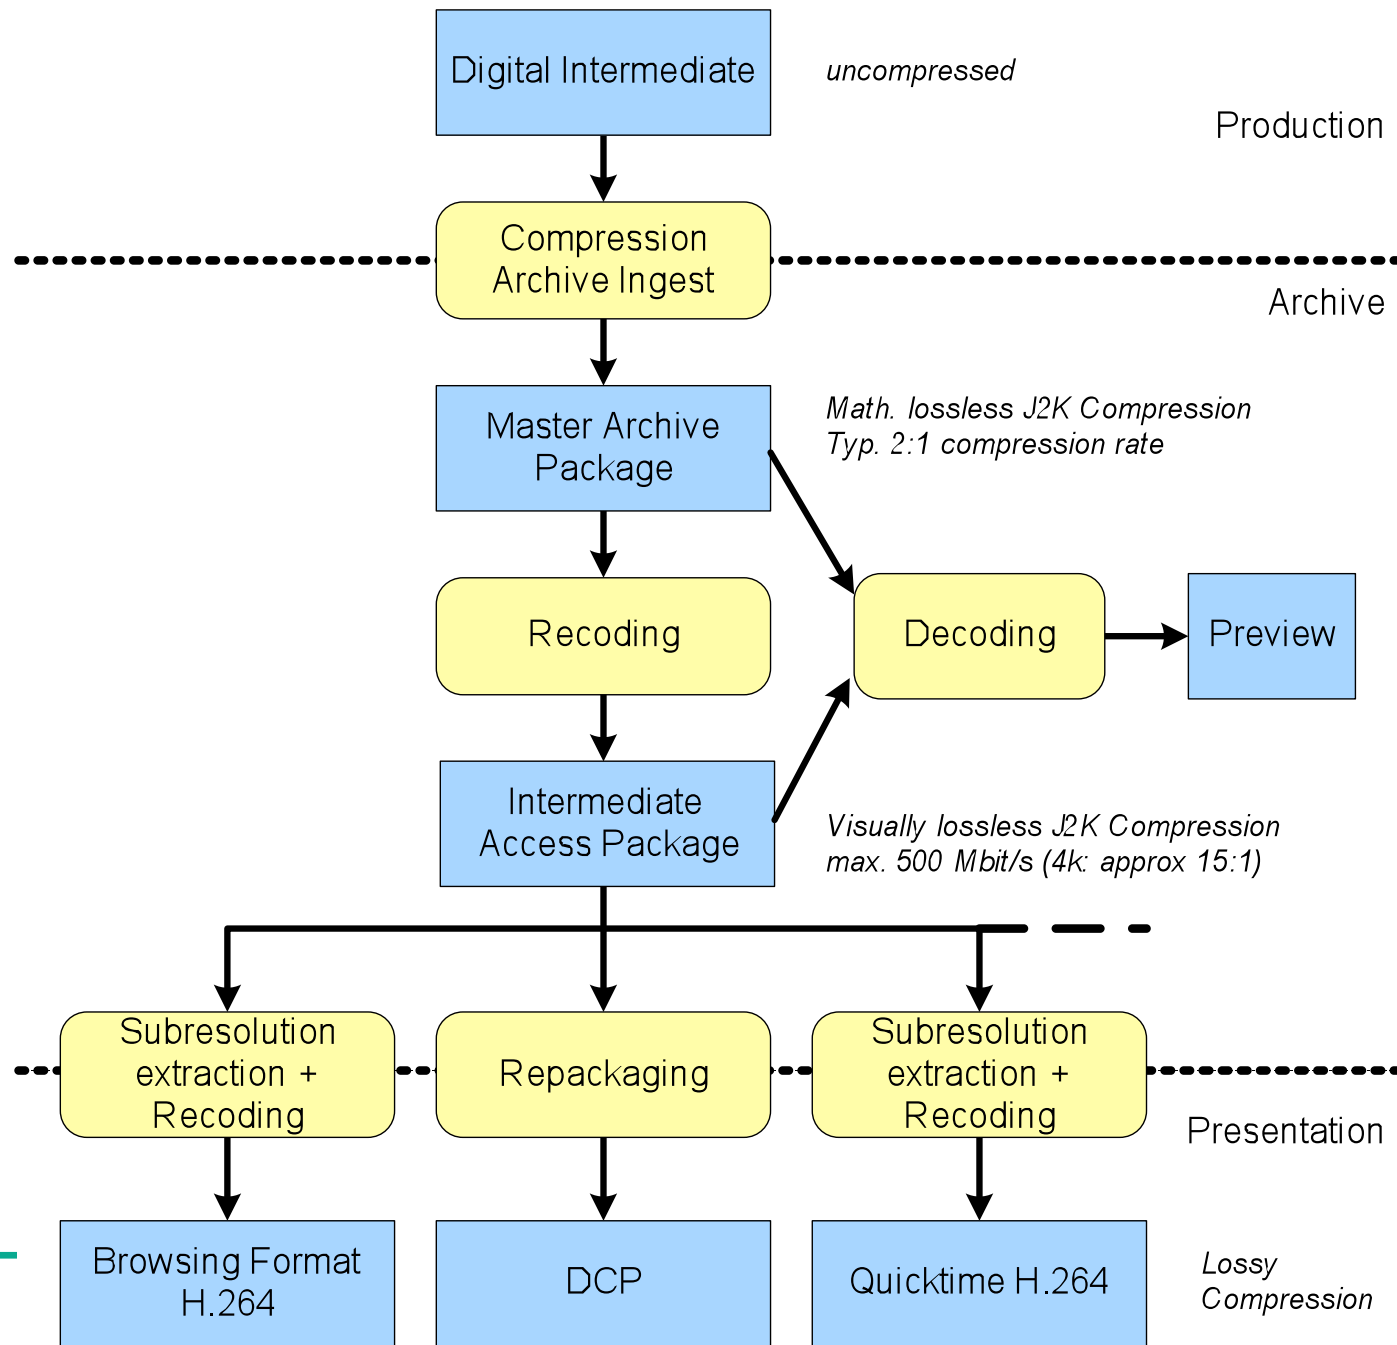 Digital Intermediate
uncompressed
Production
Compression
Archive Ingest
Archive
Master Archive
Package
Math. lossless J2K Compression
Typ. 2:1 compression rate
Recoding
Decoding
Preview
Intermediate
Access Package
Visually lossless J2K Compression
max. 500 Mbit/s (4k: approx 15:1)
Subresolution
extraction +
Recoding
Repackaging
Subresolution
extraction +
Recoding
Presentation
Browsing Format
H.264
DCP
Quicktime H.264
Lossy
Compression